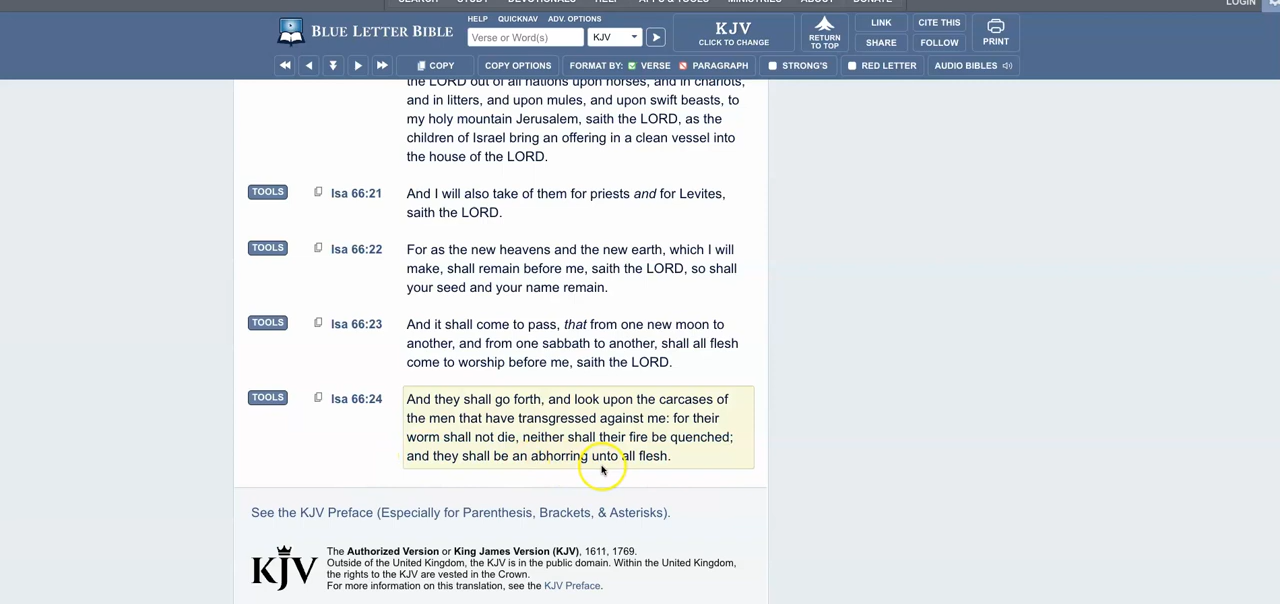 SEARCH STUDY DEVOTIONALS HELP APPS & TOOLS MINISTRIES ABOUT DONATE
LOGIN
BLUE LETTER BIBLE
HELP QUICKNAV ADV. OPTIONS
Verse or Word(s)
KJV
KJV
CLICK TO CHANGE
RETURN
TO TOP
LINK
CITE THIS
SHARE
FOLLOW
PRINT
COPY
COPY OPTIONS
FORMAT BY: VERSE PARAGRAPH
STRONG'S
RED LETTER
AUDIO BIBLES
the LORD out of all nations upon horses, and in chariots,
and in litters, and upon mules, and upon swift beasts, to
my holy mountain Jerusalem, saith the LORD, as the
children of Israel bring an offering in a clean vessel into
the house of the LORD.
TOOLS Isa 66:21 And I will also take of them for priests and for Levites,
saith the LORD.
TOOLS Isa 66:22 For as the new heavens and the new earth, which I will
make, shall remain before me, saith the LORD, so shall
your seed and your name remain.
TOOLS Isa 66:23 And it shall come to pass, that from one new moon to
another, and from one sabbath to another, shall all flesh
come to worship before me, saith the LORD.
TOOLS Isa 66:24 And they shall go forth, and look upon the carcases of
the men that have transgressed against me: for their
worm shall not die, neither shall their fire be quenched;
and they shall be an abhorring unto all flesh.
See the KJV Preface (Especially for Parenthesis, Brackets, & Asterisks).
KJV
The Authorized Version or King James Version (KJV), 1611, 1769.
Outside of the United Kingdom, the KJV is in the public domain. Within the United Kingdom,
the rights to the KJV are vested in the Crown.
For more information on this translation, see the KJV Preface.